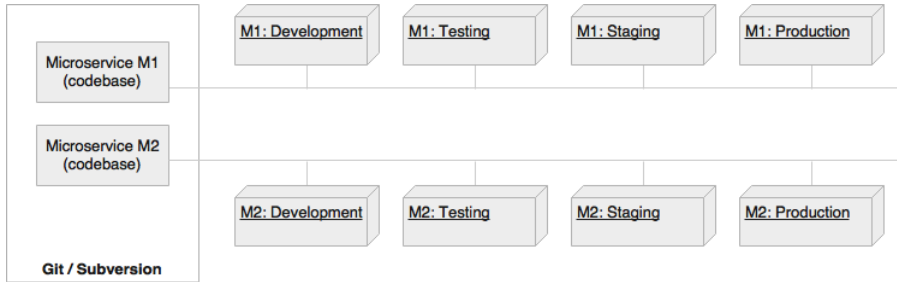 M1: Development
M1: Testing
M1: Staging
M1: Production
Microservice M1
(codebase)
Microservice M2
(codebase)
M2: Development
M2: Testing
M2: Staging
M2: Production
Git / Subversion